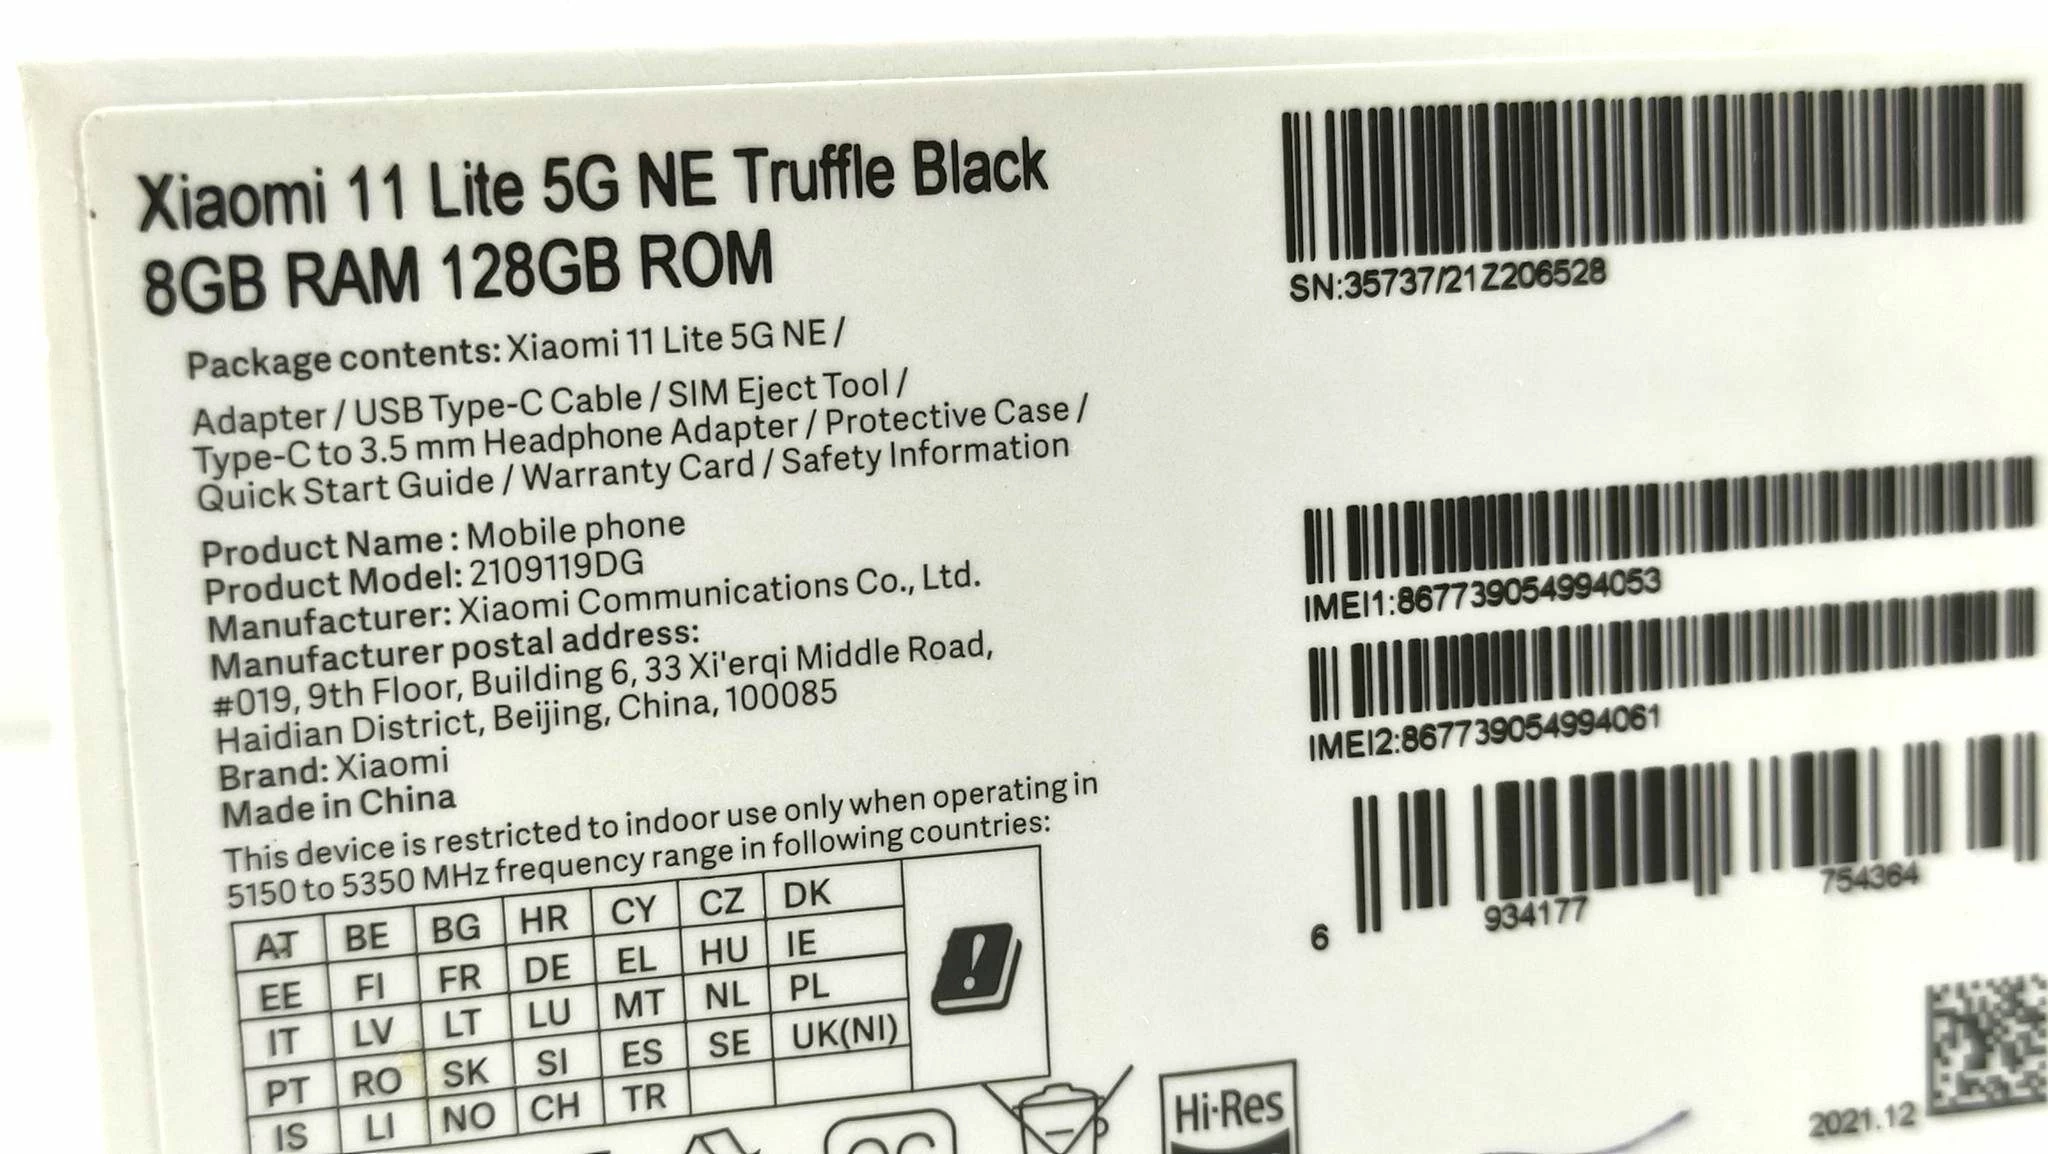 Xiaomi 11 Lite 5G NE Truffle Black
8GB RAM 128GB ROM
Package contents: Xiaomi 11 Lite 5G NE /
Adapter / USB Type-C Cable / SIM Eject Tool /
Type-C to 3.5 mm Headphone Adapter / Protective Case /
Quick Start Guide / Warranty Card / Safety Information
Product Name : Mobile phone
Product Model: 2109119DG
Manufacturer: Xiaomi Communications Co., Ltd.
Manufacturer postal address:
#019, 9th Floor, Building 6, 33 Xi'erqi Middle Road,
Haidian District, Beijing, China, 100085
Brand: Xiaomi
Made in China
This device is restricted to indoor use only when operating in
5150 to 5350 MHz frequency range in following countries:
AT BE BG HR CY CZ DK
EE FI FR DE EL HU IE
IT LV LT LU MT NL PL
PT RO SK SI ES SE UK(NI)
IS LI NO CH TR
Hi-Res
SN:35737/21Z206528
IMEI1:867739054994053
IMEI2:867739054994061
6 934177 754364
2021.12